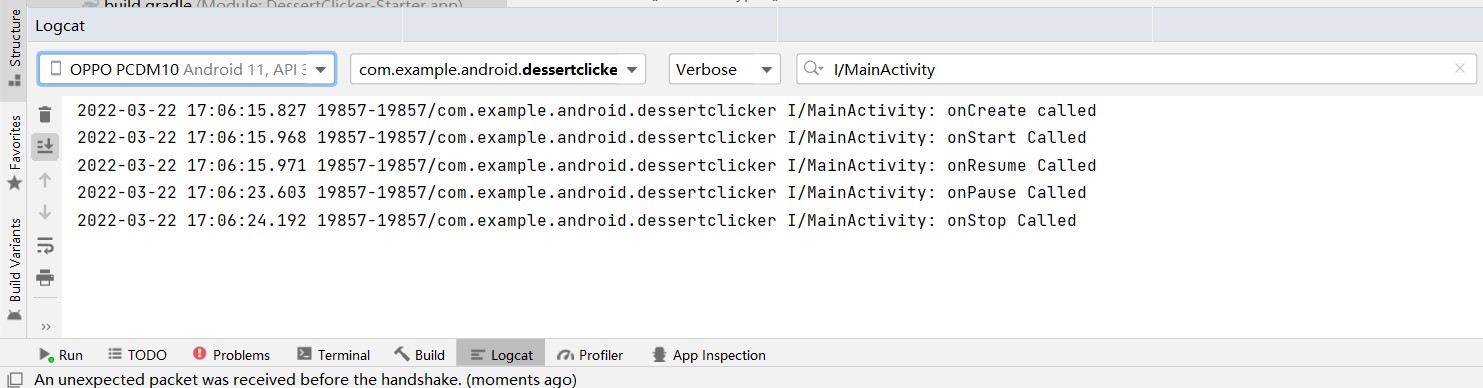 build.gradle (Module: DessertClicker-Starter.app)
Structure
Logcat
OPPO PCDM10 Android 11, API
com.example.android.dessertclicke
Verbose
I/MainActivity
2022-03-22 17:06:15.827 19857-19857/com.example.android.dessertclicker I/MainActivity: onCreate called
2022-03-22 17:06:15.968 19857-19857/com.example.android.dessertclicker I/MainActivity: onStart Called
2022-03-22 17:06:15.971 19857-19857/com.example.android.dessertclicker I/MainActivity: onResume Called
2022-03-22 17:06:23.603 19857-19857/com.example.android.dessertclicker I/MainActivity: onPause Called
2022-03-22 17:06:24.192 19857-19857/com.example.android.dessertclicker I/MainActivity: onStop Called
Favorites
Build Variants
Run
TODO
Problems
Terminal
Build
Logcat
Profiler
App Inspection
An unexpected packet was received before the handshake. (moments ago)